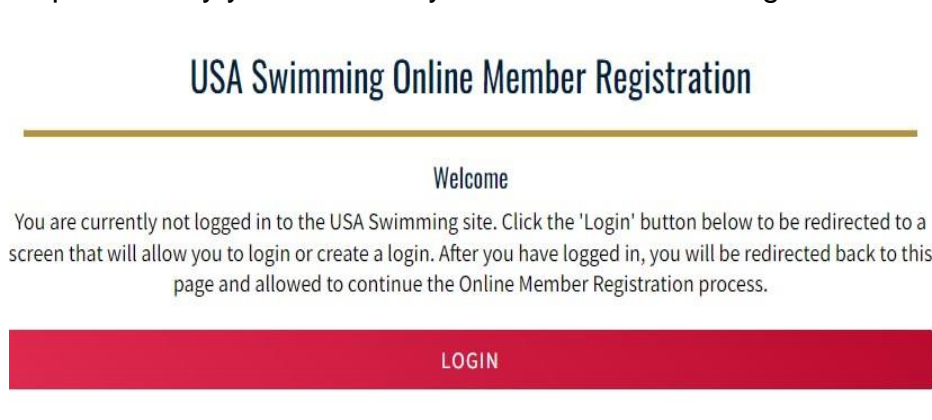 USA Swimming Online Member Registration
Welcome
You are currently not logged in to the USA Swimming site. Click the 'Login' button below to be redirected to a
screen that will allow you to login or create a login. After you have logged in, you will be redirected back to this
page and allowed to continue the Online Member Registration process.
LOGIN